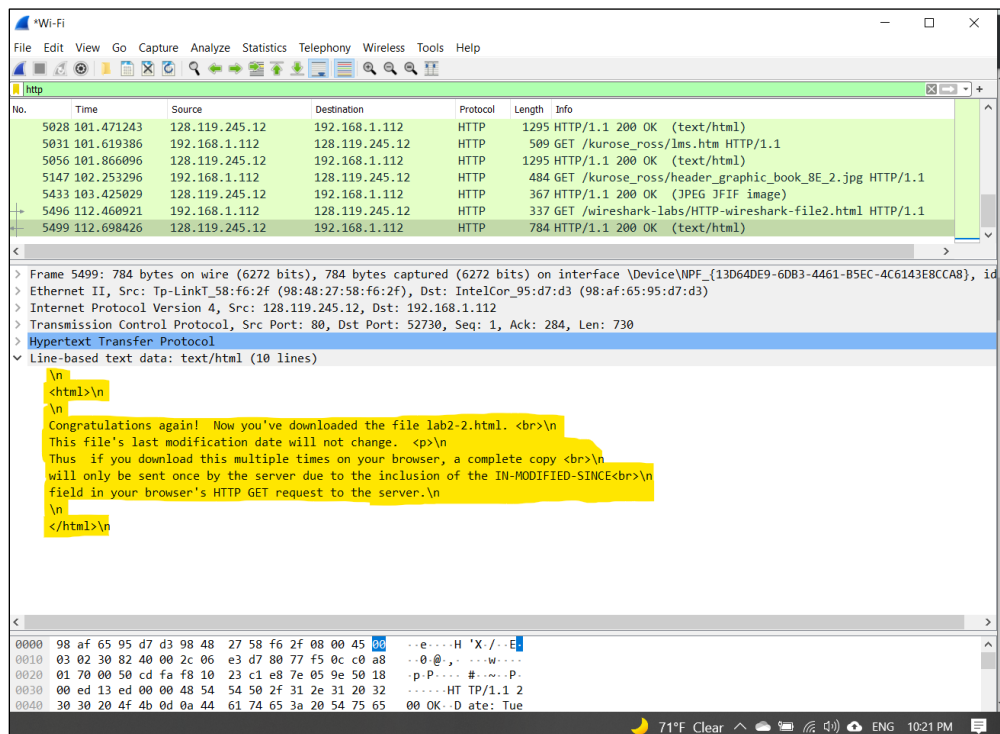 *Wi-Fi
File Edit View Go Capture Analyze Statistics Telephony Wireless Tools Help
http
No. Time Source Destination Protocol Length Info
5028 101.471243 128.119.245.12 192.168.1.112 HTTP 1295 HTTP/1.1 200 OK (text/html)
5031 101.619386 192.168.1.112 128.119.245.12 HTTP 509 GET /kurose_ross/lms.htm HTTP/1.1
5056 101.866096 128.119.245.12 192.168.1.112 HTTP 1295 HTTP/1.1 200 OK (text/html)
5147 102.253296 192.168.1.112 128.119.245.12 HTTP 484 GET /kurose_ross/header_graphic_book_8E_2.jpg HTTP/1.1
5433 103.425029 128.119.245.12 192.168.1.112 HTTP 367 HTTP/1.1 200 OK (JPEG JFIF image)
5496 112.460921 192.168.1.112 128.119.245.12 HTTP 337 GET /wireshark-labs/HTTP-wireshark-file2.html HTTP/1.1
5499 112.698426 128.119.245.12 192.168.1.112 HTTP 784 HTTP/1.1 200 OK (text/html)
Frame 5499: 784 bytes on wire (6272 bits), 784 bytes captured (6272 bits) on interface \Device\NPF_{13D64DE9-6DB3-4461-B5EC-4C6143E8CCA8}, id
Ethernet II, Src: Tp-LinkT_58:f6:2f (98:48:27:58:f6:2f), Dst: IntelCor_95:d7:d3 (98:af:65:95:d7:d3)
Internet Protocol Version 4, Src: 128.119.245.12, Dst: 192.168.1.112
Transmission Control Protocol, Src Port: 80, Dst Port: 52730, Seq: 1, Ack: 284, Len: 730
Hypertext Transfer Protocol
Line-based text data: text/html (10 lines)
\n
<html>\n
\n
Congratulations again!  Now you've downloaded the file lab2-2.html. <br>\n
This file's last modification date will not change.  <p>\n
Thus  if you download this multiple times on your browser, a complete copy <br>\n
will only be sent once by the server due to the inclusion of the IN-MODIFIED-SINCE<br>\n
field in your browser's HTTP GET request to the server.\n
\n
</html>\n
0000 98 af 65 95 d7 d3 98 48 27 58 f6 2f 08 00 45 00 ··e····H 'X·/··E·
0010 03 02 30 82 40 00 2c 06 e3 d7 80 77 f5 0c c0 a8 ··0·@·,· ···w····
0020 01 70 00 50 cd fa f8 10 23 c1 e8 7e 05 9e 50 18 ·p·P···· #··~··P·
0030 00 ed 13 ed 00 00 48 54 54 50 2f 31 2e 31 20 32 ······HT TP/1.1 2
0040 30 30 20 4f 4b 0d 0a 44 61 74 65 3a 20 54 75 65 00 OK··D ate: Tue
71°F Clear ENG 10:21 PM